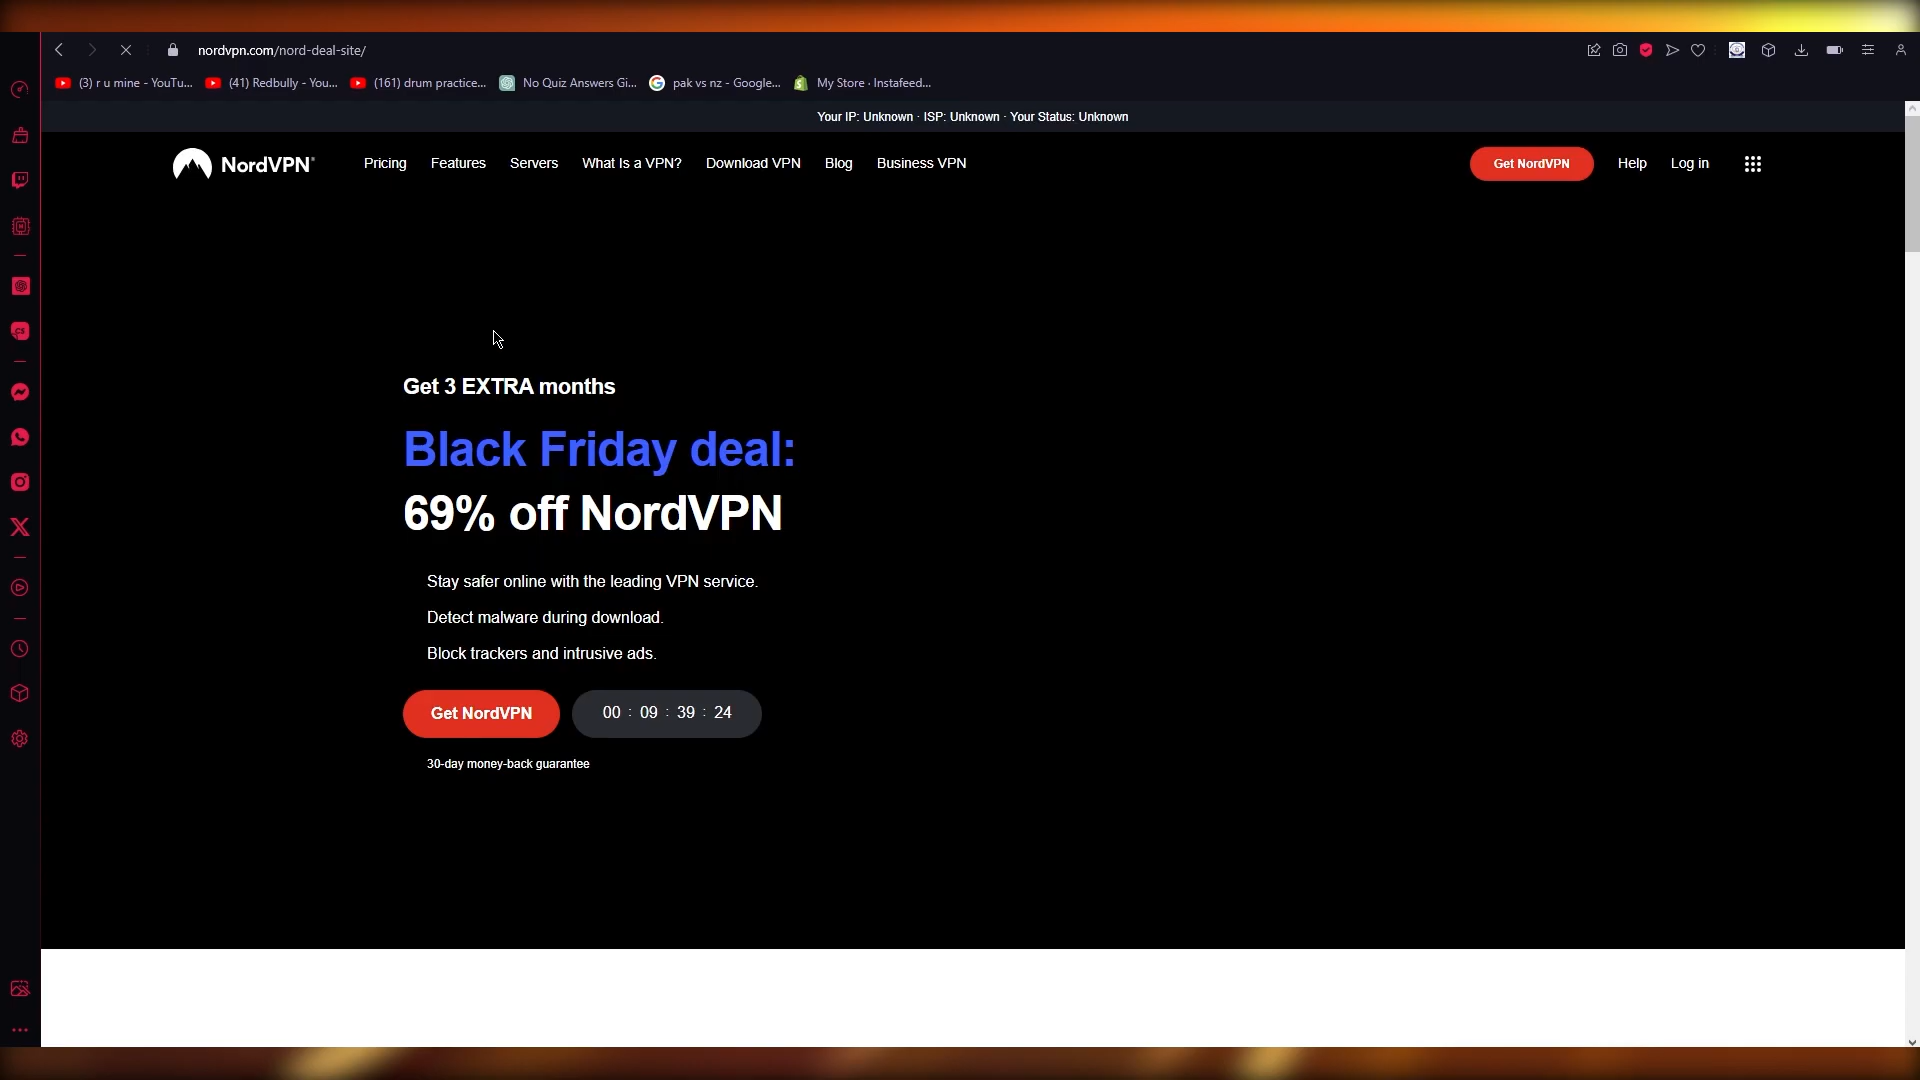 nordvpn.com/nord-deal-site/
(3) r u mine - YouTu...
(41) Redbully - You...
(161) drum practice...
No Quiz Answers Gi...
pak vs nz - Google...
My Store · Instafeed...
Your IP: Unknown · ISP: Unknown · Your Status: Unknown
NordVPN®
Pricing
Features
Servers
What Is a VPN?
Download VPN
Blog
Business VPN
Get NordVPN
Help
Log in
Get 3 EXTRA months
Black Friday deal:
69% off NordVPN
Stay safer online with the leading VPN service.
Detect malware during download.
Block trackers and intrusive ads.
Get NordVPN
00 : 09 : 39 : 24
30-day money-back guarantee